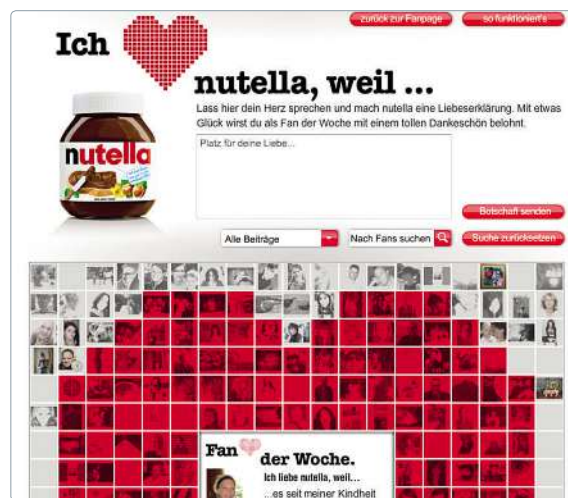 zurück zur Fanpage
so funktioniert's
Ich
nutella, weil ...
Lass hier dein Herz sprechen und mach nutella eine Liebeserklärung. Mit etwas
Glück wirst du als Fan der Woche mit einem tollen Dankeschön belohnt.
nutella
Platz für deine Liebe...
Botschaft senden
Alle Beiträge
Nach Fans suchen
Suche zurücksetzen
Fan
der Woche.
Ich liebe nutella, weil...
...es seit meiner Kindheit